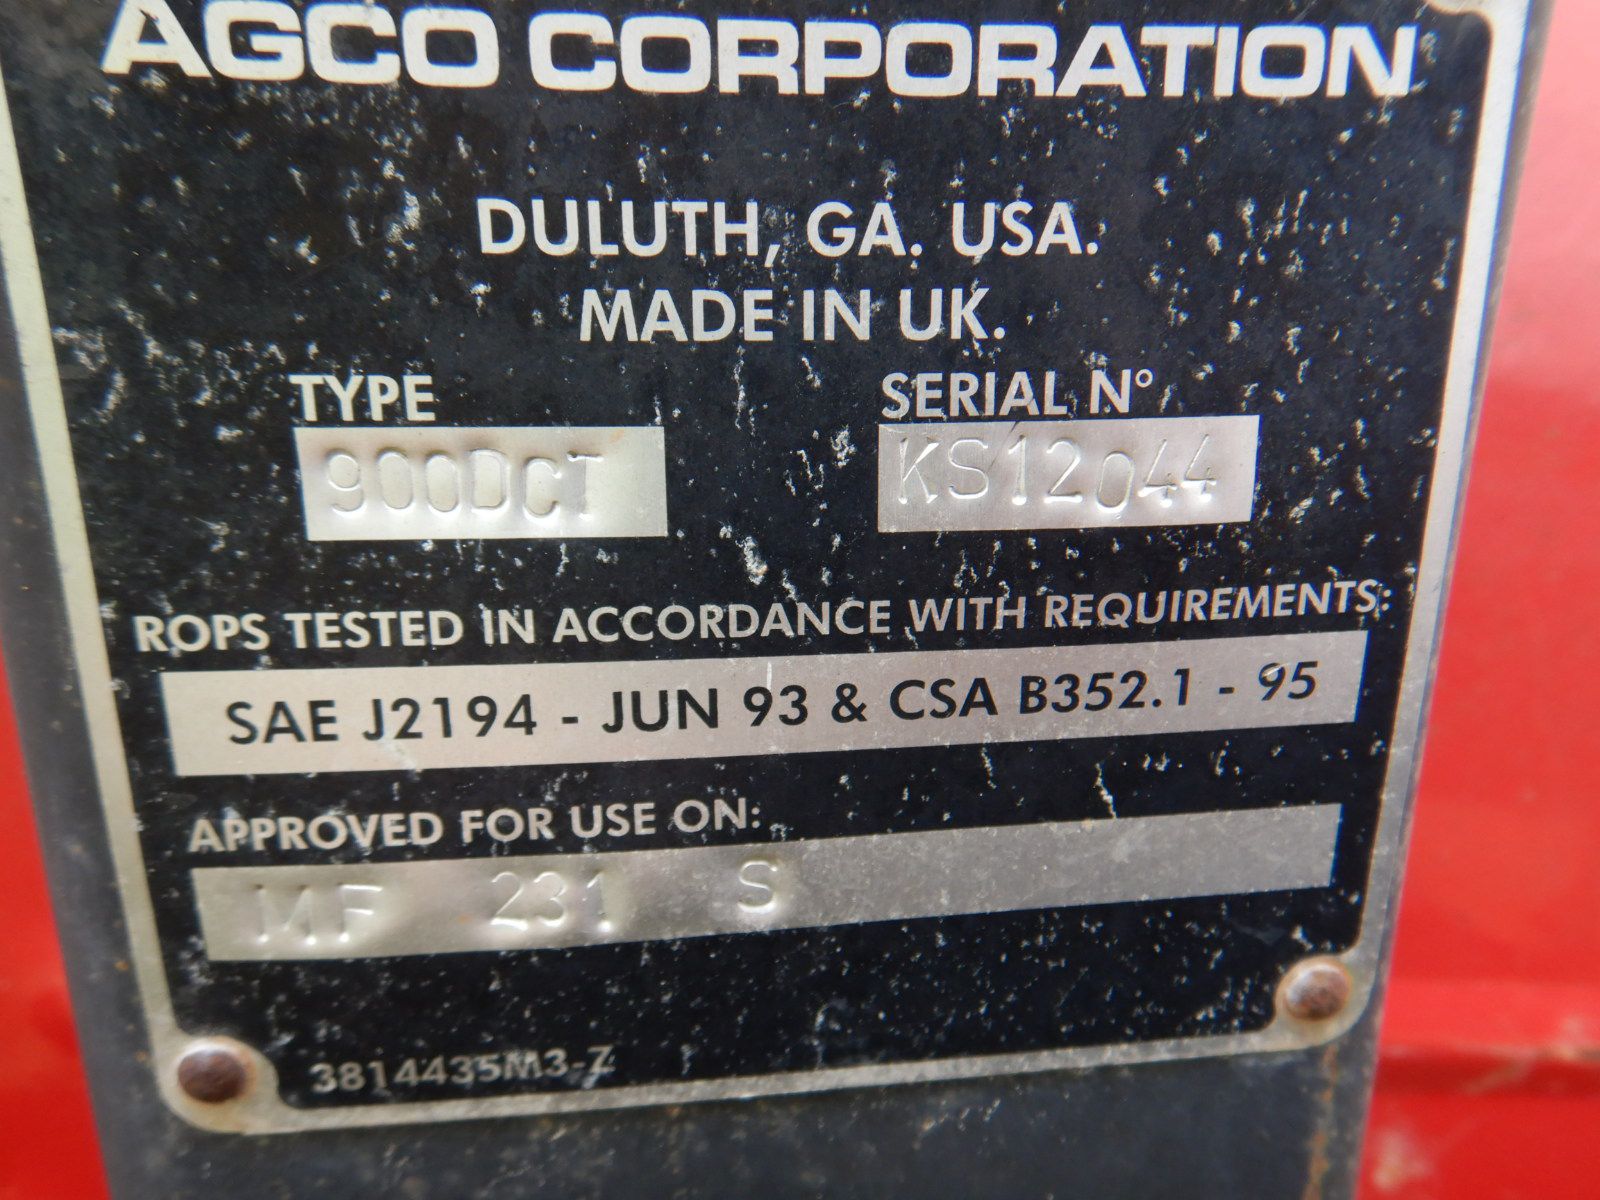 AGCO CORPORATION
DULUTH, GA. USA.
MADE IN UK.
TYPE SERIAL N°
900DCT KS12044
ROPS TESTED IN ACCORDANCE WITH REQUIREMENTS:
SAE J2194 - JUN 93 & CSA B352.1 - 95
APPROVED FOR USE ON:
MF 231 S
3814435M3-Z